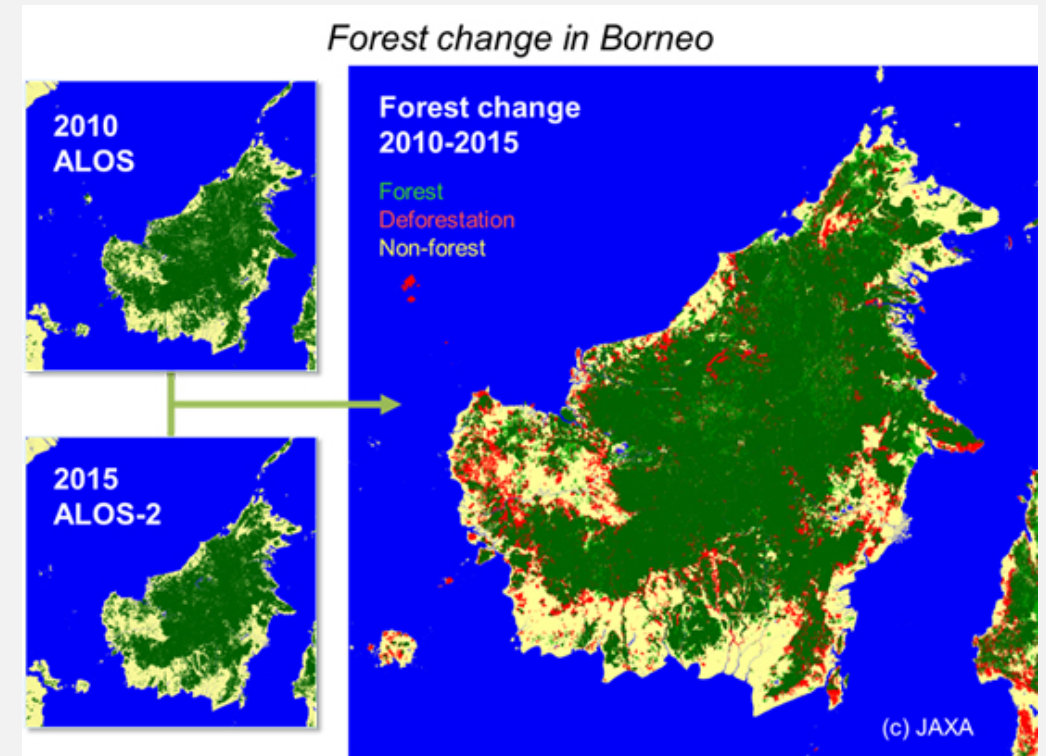 Forest change in Borneo
2010
ALOS
2015
ALOS-2
Forest change
2010-2015
Forest
Deforestation
Non-forest
(c) JAXA